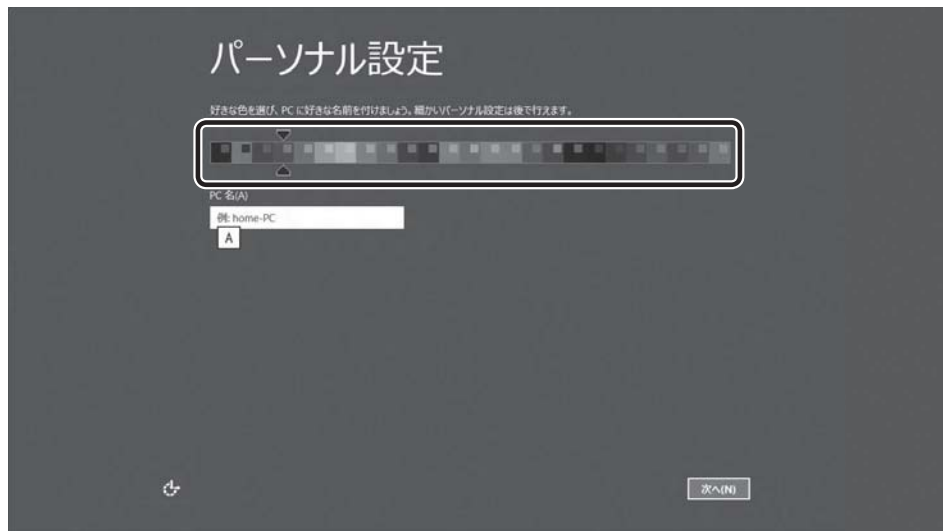 パーソナル設定
好きな色を選び、PC に好きな名前を付けましょう。細かいパーソナル設定は後で行えます。
PC 名(A)
例: home-PC
A
次へ(N)